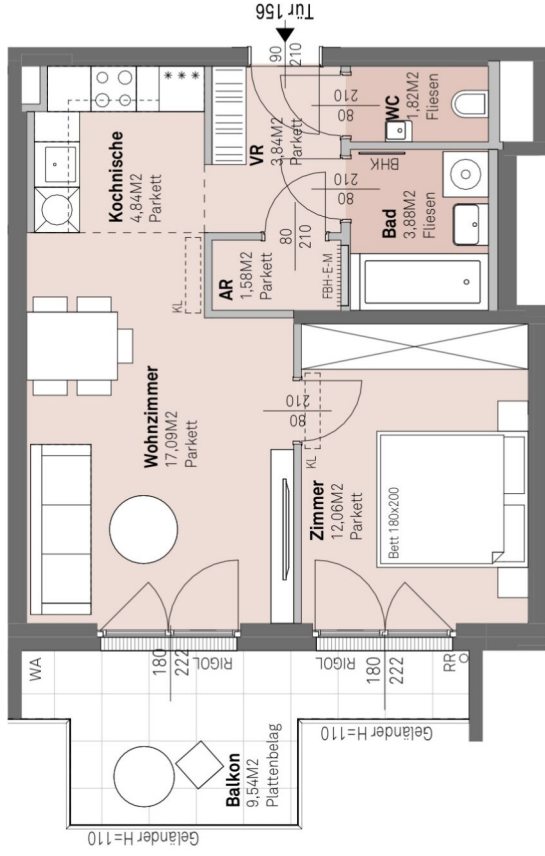 Tür 156
90
210
WC
1,82M2
Fliesen
80
210
VR
3,84M2
Parkett
Kochnische
4,84M2
Parkett
***
BHK
Bad
3,88M2
Fliesen
80
210
AR
1,58M2
Parkett
80
210
FBH-E-M
KL
Wohnzimmer
17,09M2
Parkett
80
210
KL
Zimmer
12,06M2
Parkett
Bett 180x200
WA
180
222
RIGOL
RIGOL
180
222
RR
Balkon
9,54M2
Plattenbelag
Geländer H=110
Geländer H=110